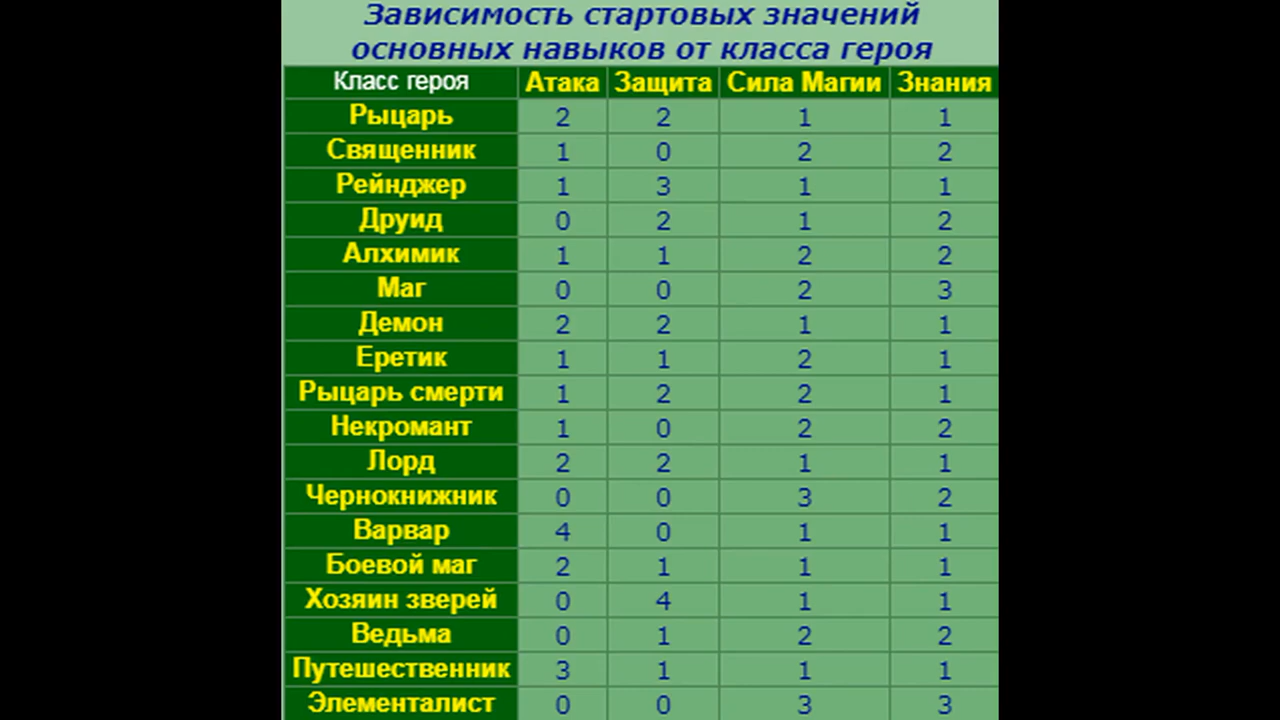 Зависимость стартовых значений
основных навыков от класса героя
Класс героя Атака Защита Сила Магии Знания
Рыцарь 2 2 1 1
Священник 1 0 2 2
Рейнджер 1 3 1 1
Друид 0 2 1 2
Алхимик 1 1 2 2
Маг 0 0 2 3
Демон 2 2 1 1
Еретик 1 1 2 1
Рыцарь смерти 1 2 2 1
Некромант 1 0 2 2
Лорд 2 2 1 1
Чернокнижник 0 0 3 2
Варвар 4 0 1 1
Боевой маг 2 1 1 1
Хозяин зверей 0 4 1 1
Ведьма 0 1 2 2
Путешественник 3 1 1 1
Элементалист 0 0 3 3